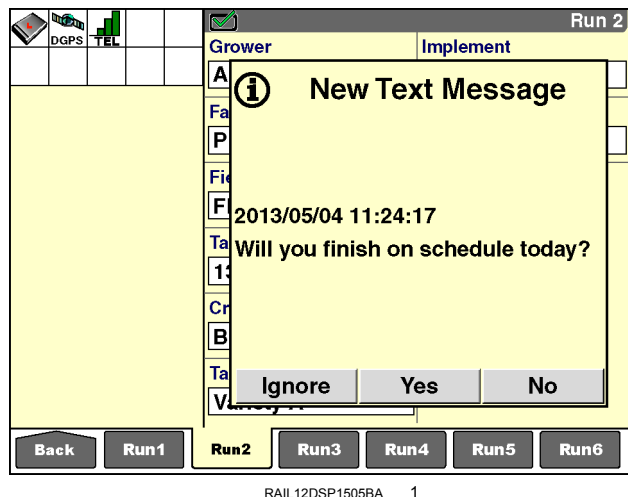 DGPS TEL
Run 2
Grower
Implement
A
New Text Message
Fa
P
Fie
2013/05/04 11:24:17
Will you finish on schedule today?
Ta
13
Cr
B
Ta
Ignore Yes No
Back Run1 Run2 Run3 Run4 Run5 Run6
RAIL12DSP1505BA 1